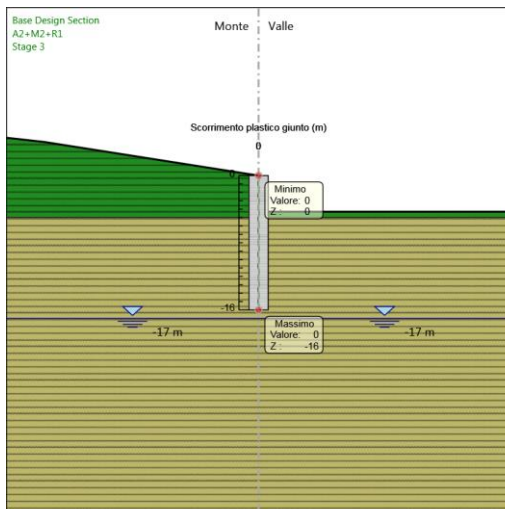 Base Design Section
A2+M2+R1
Stage 3
Monte Valle
Scorrimento plastico giunto (m)
0
0
Minimo
Valore: 0
Z : 0
-16
Massimo
Valore: 0
Z : -16
-17 m
-17 m